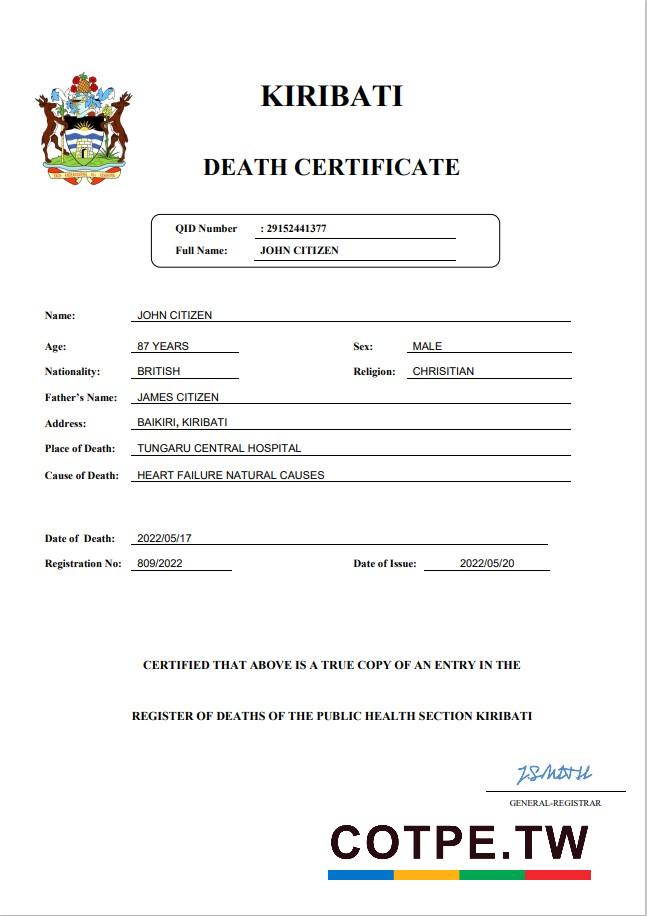 KIRIBATI
DEATH CERTIFICATE
QID Number : 29152441377
Full Name: JOHN CITIZEN
Name: JOHN CITIZEN
Age: 87 YEARS Sex: MALE
Nationality: BRITISH Religion: CHRISITIAN
Father's Name: JAMES CITIZEN
Address: BAIKIRI, KIRIBATI
Place of Death: TUNGARU CENTRAL HOSPITAL
Cause of Death: HEART FAILURE NATURAL CAUSES
Date of Death: 2022/05/17
Registration No: 809/2022 Date of Issue: 2022/05/20
CERTIFIED THAT ABOVE IS A TRUE COPY OF AN ENTRY IN THE
REGISTER OF DEATHS OF THE PUBLIC HEALTH SECTION KIRIBATI
GENERAL-REGISTRAR
COTPE.TW